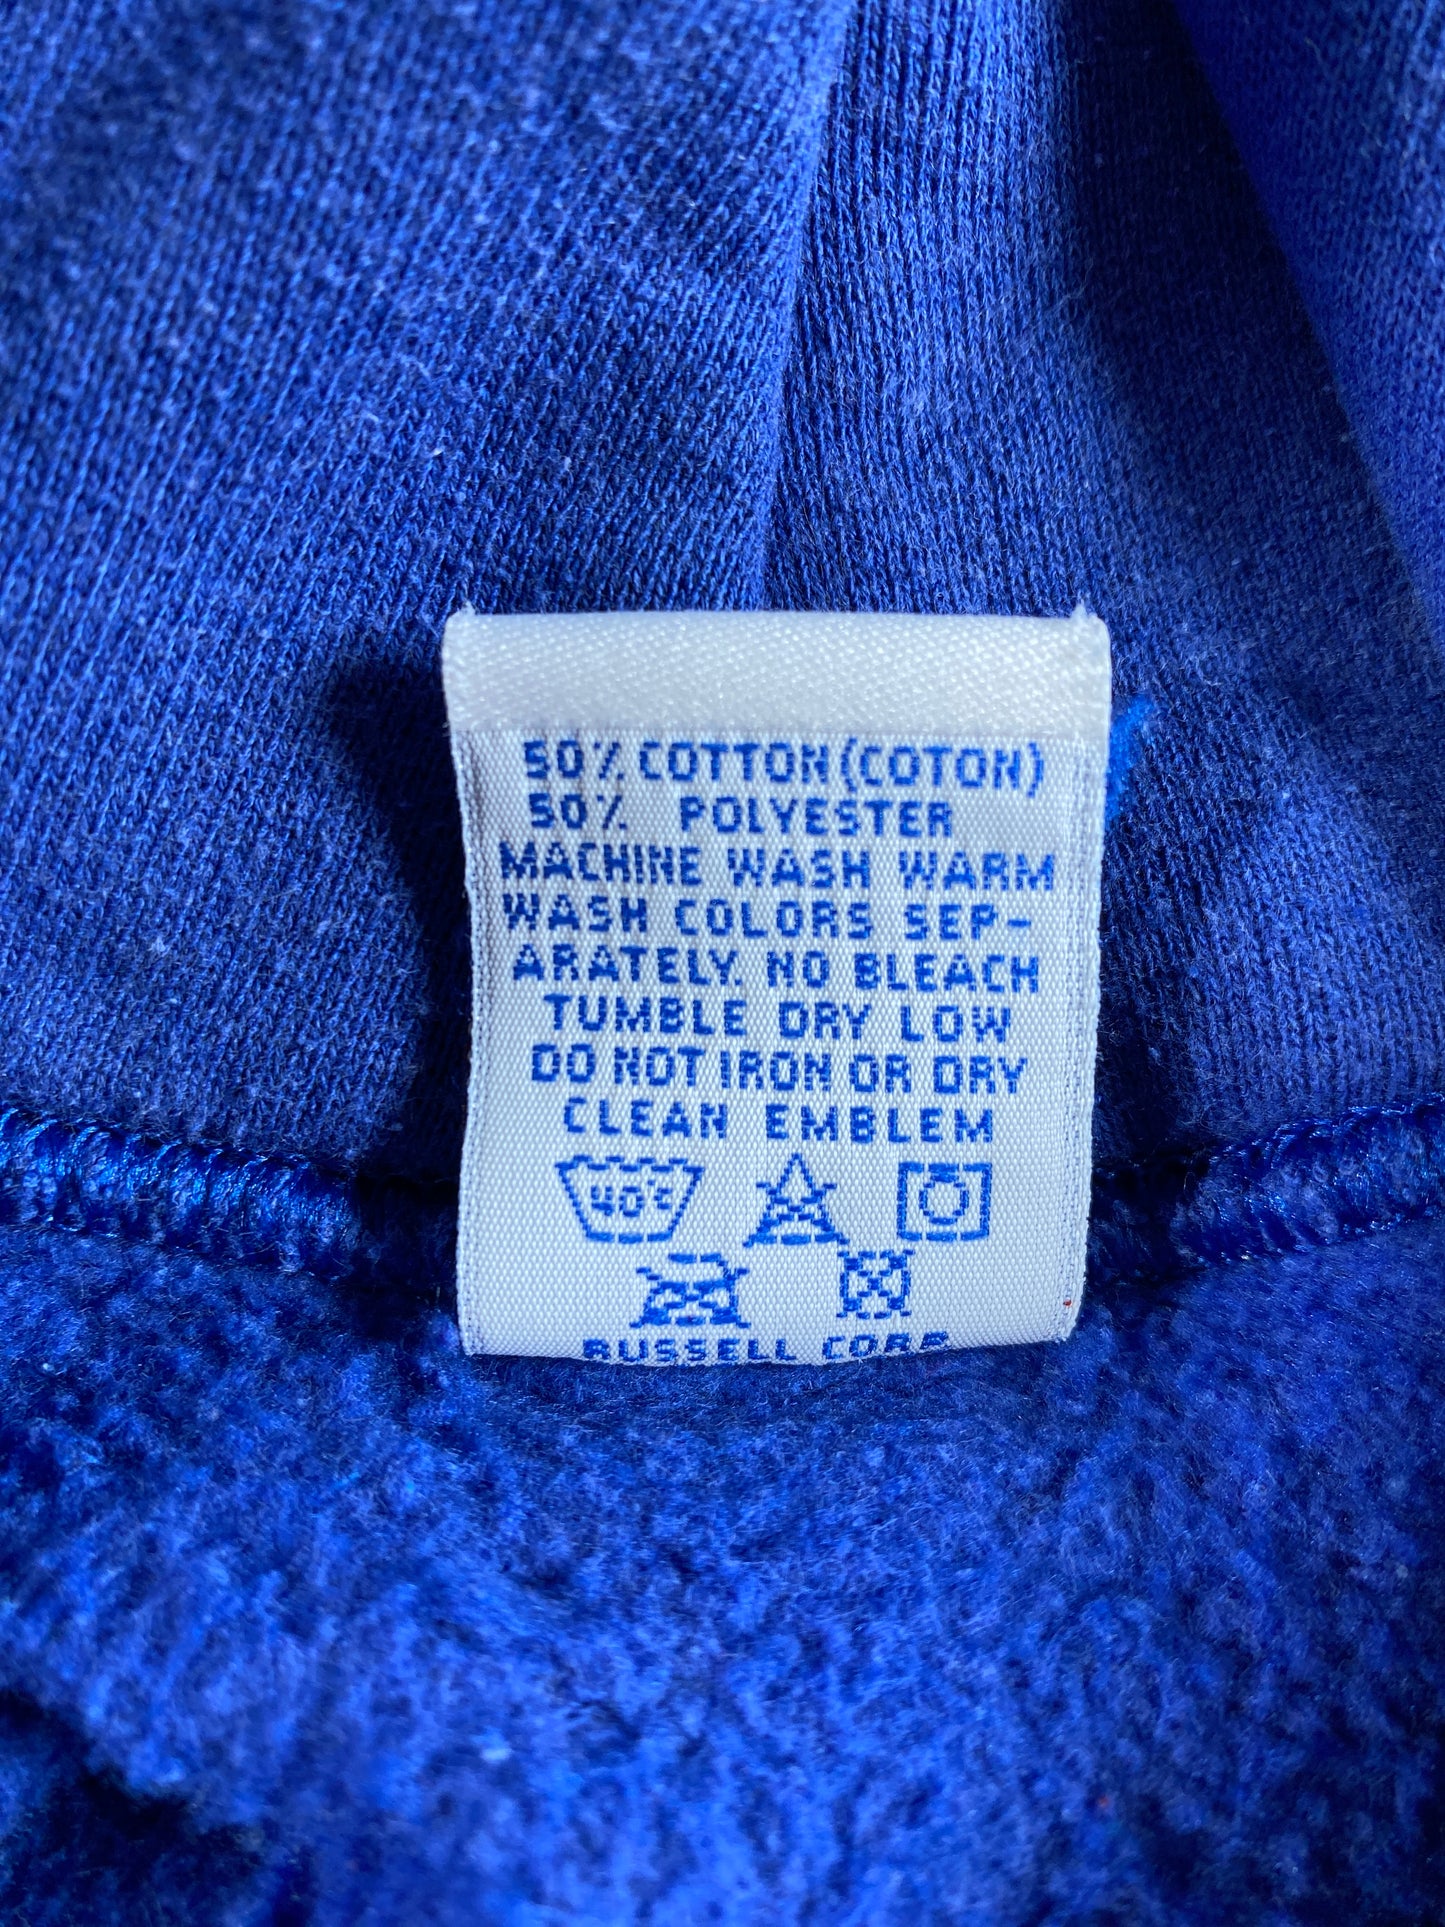 50% COTTON (COTON)
50% POLYESTER
MACHINE WASH WARM
WASH COLORS SEP-
ARATELY. NO BLEACH
TUMBLE DRY LOW
DO NOT IRON OR DRY
CLEAN EMBLEM
40°C
RUSSELL CORP